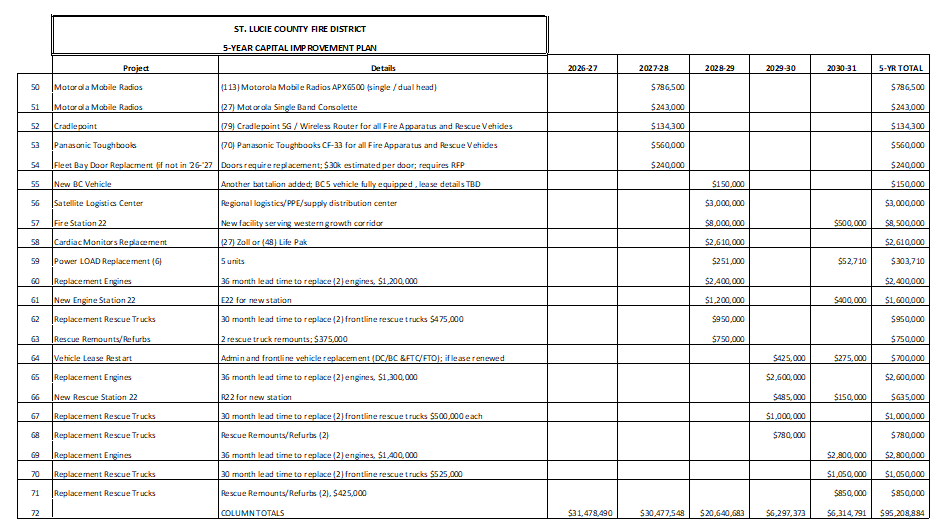 ST. LUCIE COUNTY FIRE DISTRICT
5-YEAR CAPITAL IMPROVEMENT PLAN
Project Details 2026-27 2027-28 2028-29 2029-30 2030-31 5-YR TOTAL
50 Motorola Mobile Radios (113) Motorola Mobile Radios APX6500 (single / dual head) $786,500 $786,500
51 Motorola Mobile Radios (27) Motorola Single Band Consolette $243,000 $243,000
52 Cradlepoint (79) Cradlepoint 5G / Wireless Router for all Fire Apparatus and Rescue Vehides $134,300 $134,300
53 Panasonic Toughbooks (70) Panasonic Toughbooks CF-33 for all Fire Apparatus and Rescue Vehides $560,000 $560,000
54 Fleet Bay Door Replacment (if not in '26-'27 Doors require replacement; $30k estimated per door; requires RFP $240,000 $240,000
55 New BC Vehicle Another battalion added; BC 5 vehicle fully equipped , lease details TBD $150,000 $150,000
56 Satellite Logistics Center Regional logistics/PPE/supply distribution center $3,000,000 $3,000,000
57 Fire Station 22 New facility serving western growth corridor $8,000,000 $500,000 $8,500,000
58 Cardiac Monitors Replacement (27) Zoll or (48) Life Pak $2,610,000 $2,610,000
59 Power LOAD Replacement (6) 5 units $251,000 $52,710 $303,710
60 Replacement Engines 36 month lead time to replace (2) engines, $1,200,000 $2,400,000 $2,400,000
61 New Engine Station 22 E22 for new station $1,200,000 $400,000 $1,600,000
62 Replacement Rescue Trucks 30 month lead time to replace (2) frontline rescue trucks $475,000 $950,000 $950,000
63 Rescue Remounts/Refurbs 2 rescue truck remounts; $375,000 $750,000 $750,000
64 Vehicle Lease Restart Admin and frontline vehicle replacement (DC/BC &FTC/FTO); if lease renewed $425,000 $275,000 $700,000
65 Replacement Engines 36 month lead time to replace (2) engines, $1,300,000 $2,600,000 $2,600,000
66 New Rescue Station 22 R22 for new station $485,000 $150,000 $635,000
67 Replacement Rescue Trucks 30 month lead time to replace (2) frontline rescue trucks $500,000 each $1,000,000 $1,000,000
68 Replacement Rescue Trucks Rescue Remounts/Refurbs (2) $780,000 $780,000
69 Replacement Engines 36 month lead time to replace (2) engines, $1,400,000 $2,800,000 $2,800,000
70 Replacement Rescue Trucks 30 month lead time to replace (2) frontline rescue trucks $525,000 $1,050,000 $1,050,000
71 Replacement Rescue Trucks Rescue Remounts/Refurbs (2), $425,000 $850,000 $850,000
72 COLUMN TOTALS $31,478,490 $30,477,548 $20,640,683 $6,297,373 $6,314,791 $95,208,884